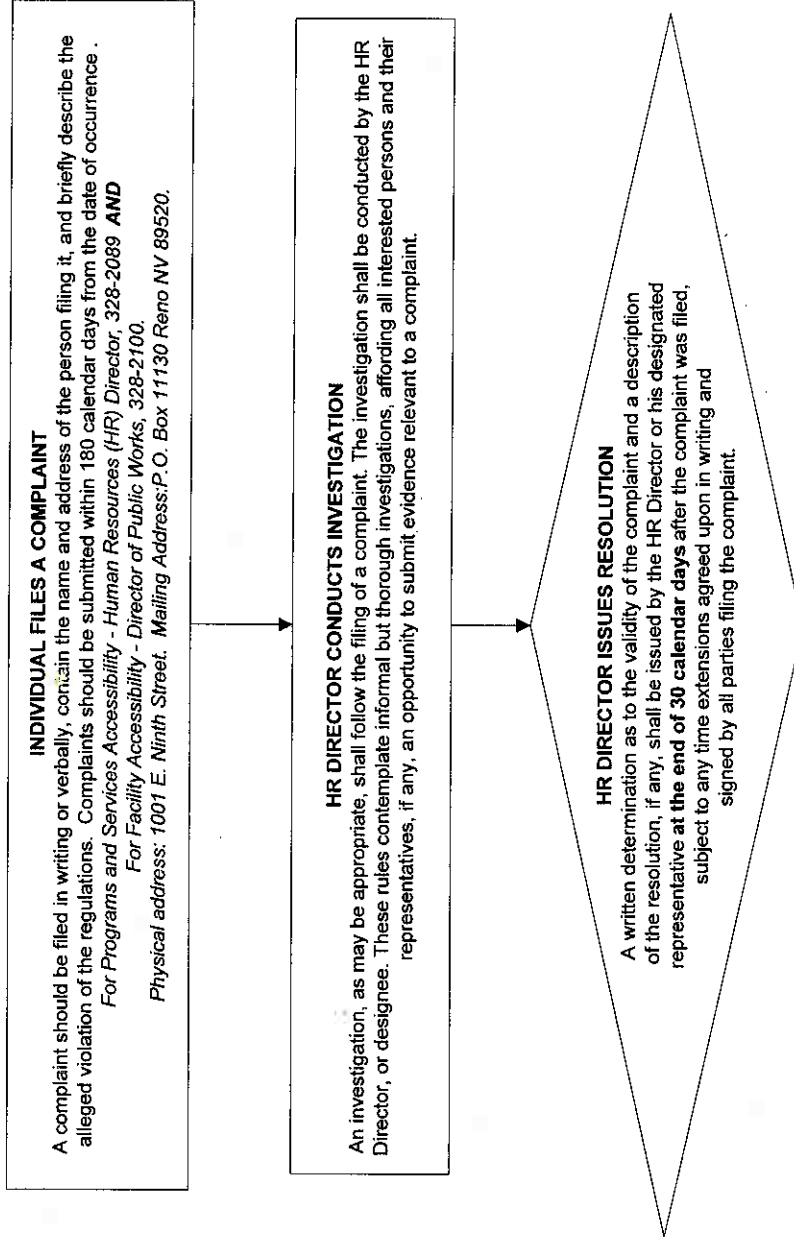 INDIVIDUAL FILES A COMPLAINT
A complaint should be filed in writing or verbally, contain the name and address of the person filing it, and briefly describe the
alleged violation of the regulations. Complaints should be submitted within 180 calendar days from the date of occurrence .
For Programs and Services Accessibility - Human Resources (HR) Director, 328-2089 AND
For Facility Accessibility - Director of Public Works, 328-2100.
Physical address: 1001 E. Ninth Street. Mailing Address:P.O. Box 11130 Reno NV 89520.
HR DIRECTOR CONDUCTS INVESTIGATION
An investigation, as may be appropriate, shall follow the filing of a complaint. The investigation shall be conducted by the HR
Director, or designee. These rules contemplate informal but thorough investigations, affording all interested persons and their
representatives, if any, an opportunity to submit evidence relevant to a complaint.
HR DIRECTOR ISSUES RESOLUTION
A written determination as to the validity of the complaint and a description
of the resolution, if any, shall be issued by the HR Director or his designated
representative at the end of 30 calendar days after the complaint was filed,
subject to any time extensions agreed upon in writing and
signed by all parties filing the complaint.